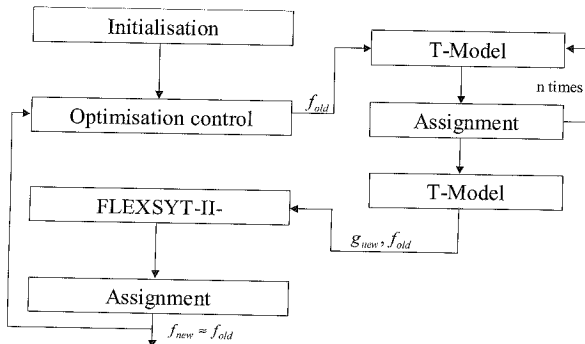 Initialisation
T-Model
n times
f_old
Optimisation control
Assignment
T-Model
FLEXSYT-II-
g_new, f_old
Assignment
f_new ≈ f_old